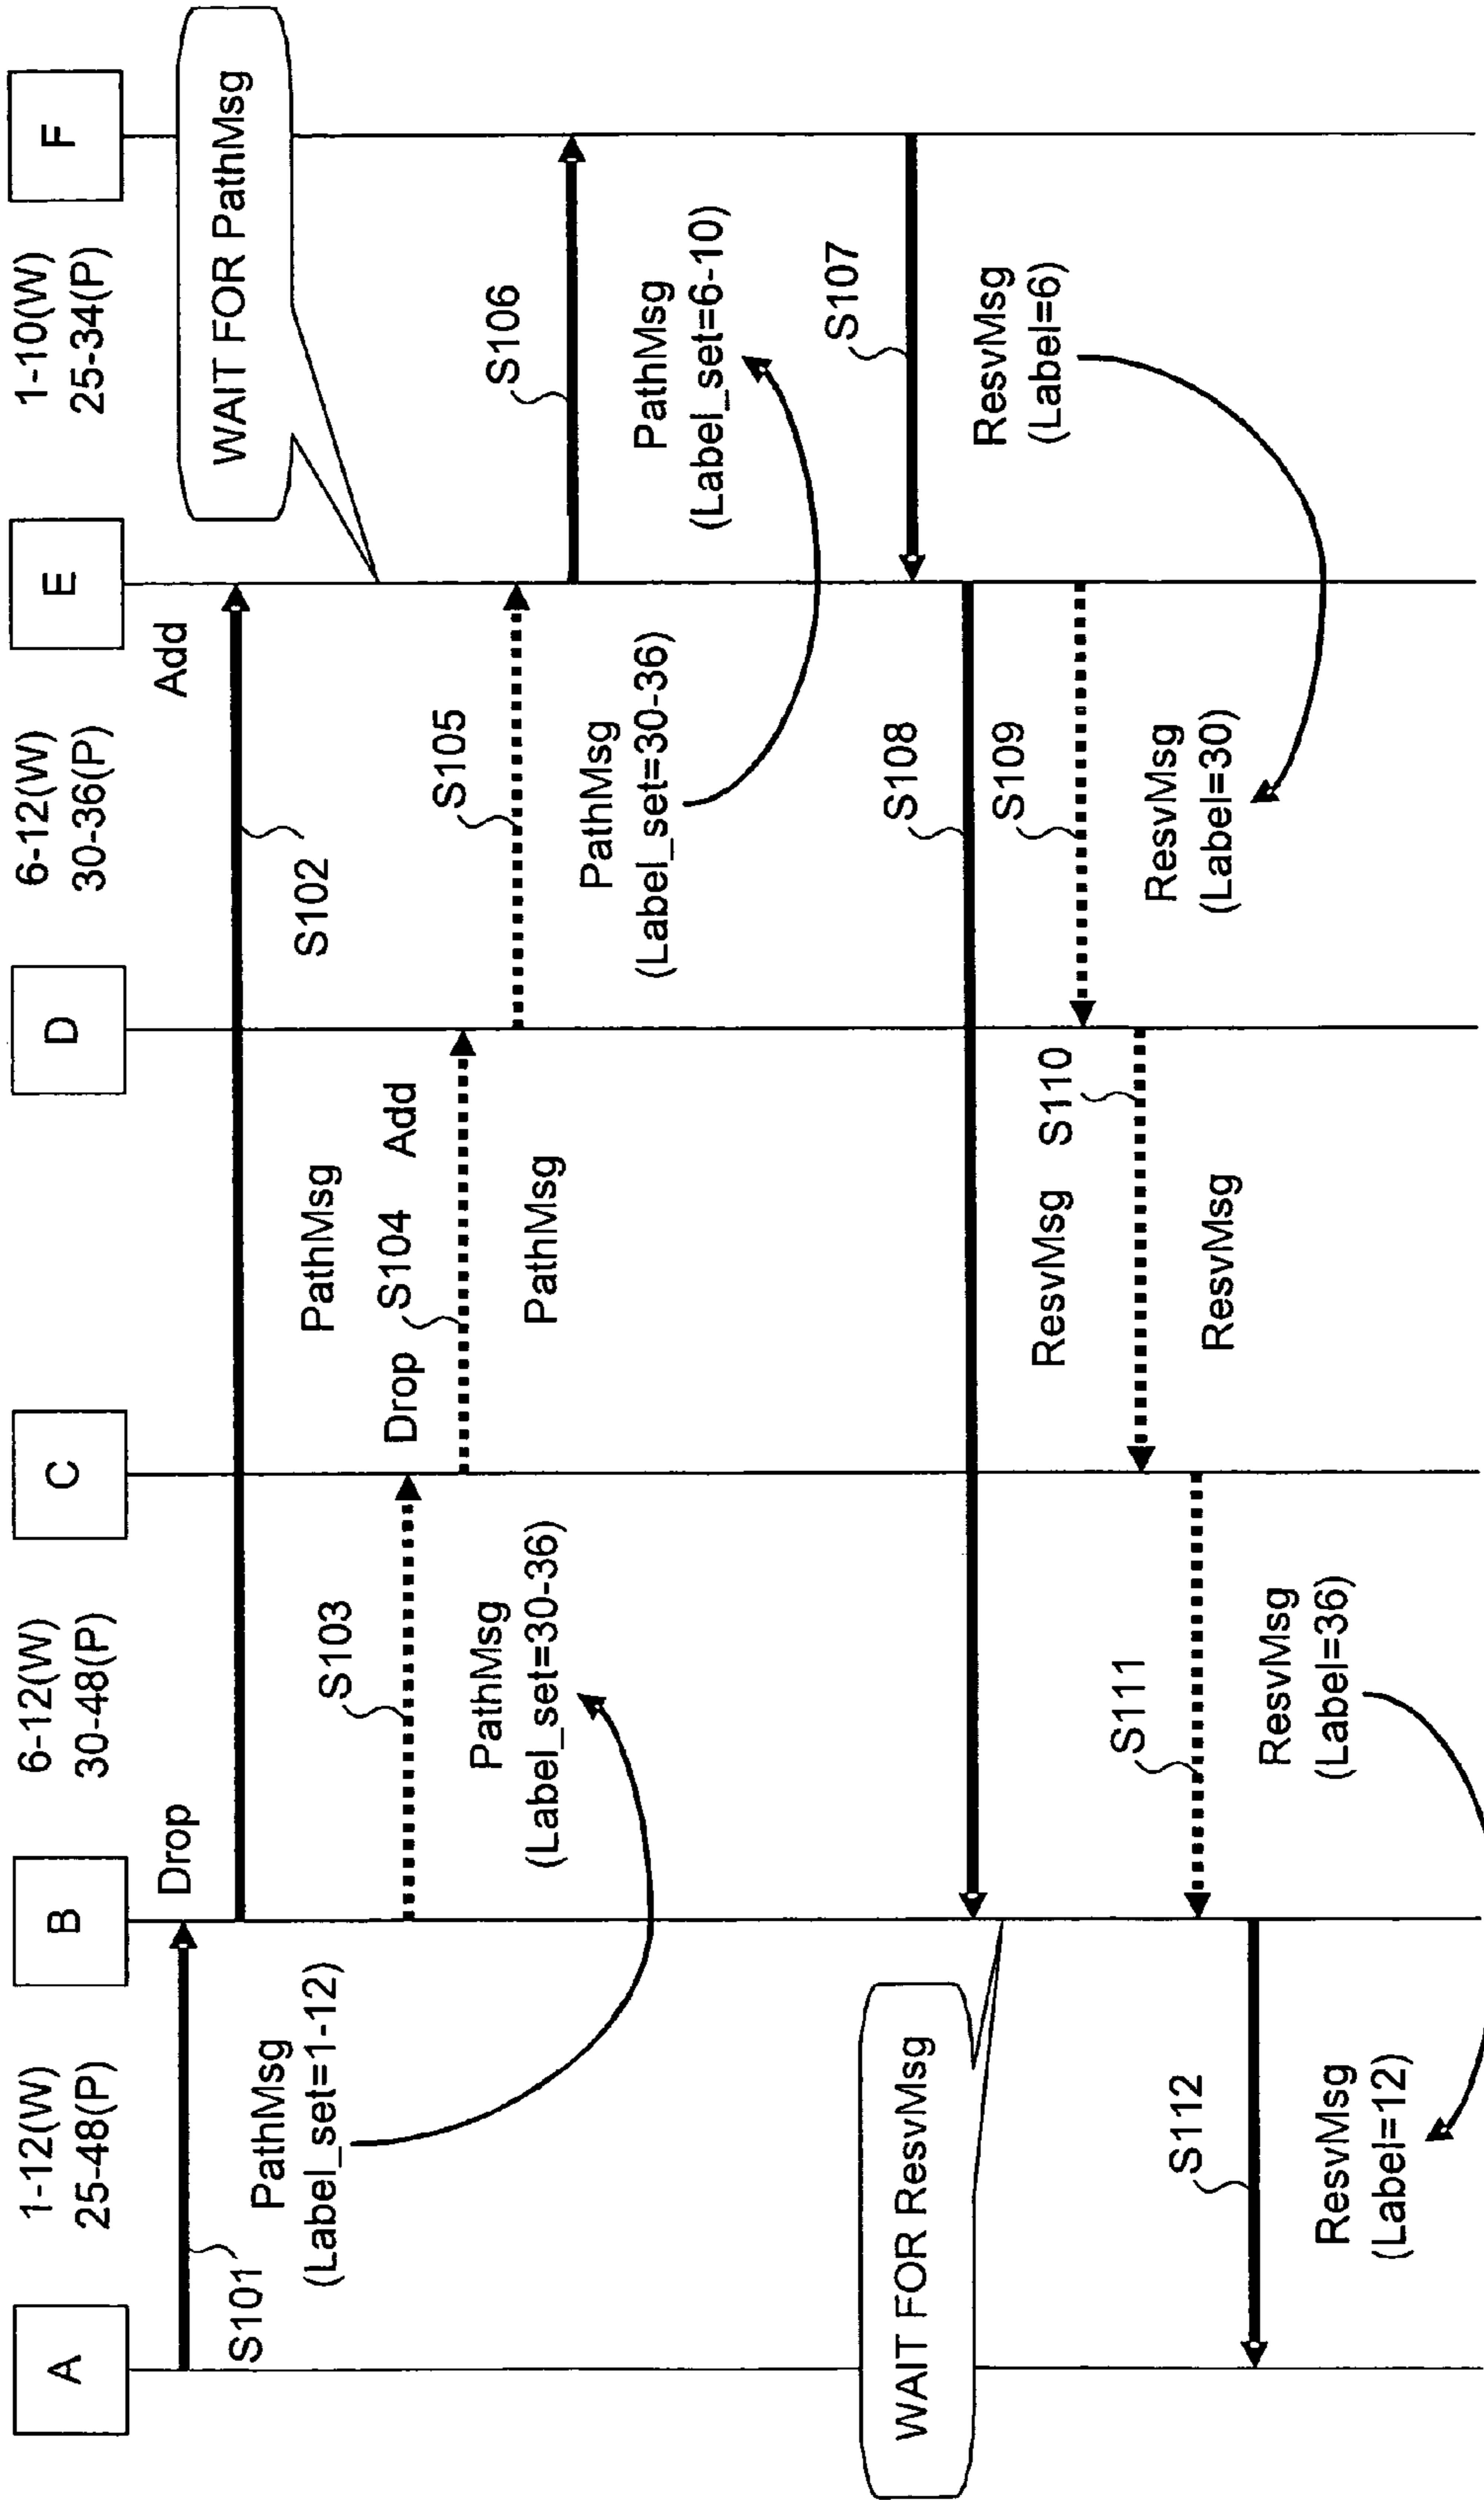 A
B
C
D
E
F
1-12(W)
25-48(P)
6-12(W)
30-48(P)
6-12(W)
30-36(P)
1-10(W)
25-34(P)
Drop
Add
S101
PathMsg
(Label_set=1-12)
S102
PathMsg
WAIT FOR PathMsg
S103
PathMsg
(Label_set=30-36)
Drop
S104
Add
PathMsg
S105
PathMsg
(Label_set=30-36)
S106
PathMsg
(Label_set=6-10)
S107
ResvMsg
(Label=6)
S108
ResvMsg
WAIT FOR ResvMsg
S109
ResvMsg
(Label=30)
S110
ResvMsg
S111
ResvMsg
(Label=36)
S112
ResvMsg
(Label=12)